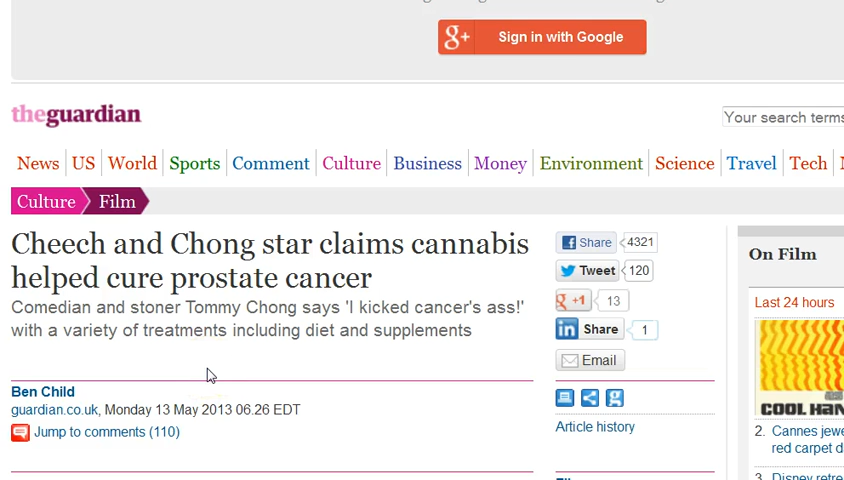 g+ Sign in with Google
theguardian
Your search terms
News US World Sports Comment Culture Business Money Environment Science Travel Tech
Culture Film
Cheech and Chong star claims cannabis
helped cure prostate cancer
Comedian and stoner Tommy Chong says 'I kicked cancer's ass!'
with a variety of treatments including diet and supplements
Ben Child
guardian.co.uk, Monday 13 May 2013 06.26 EDT
Jump to comments (110)
f Share 4321
Tweet 120
g +1 13
in Share 1
Email
g
Article history
On Film
Last 24 hours
COOL HAN
2. Cannes jewe
red carpet d
3. Disney retre